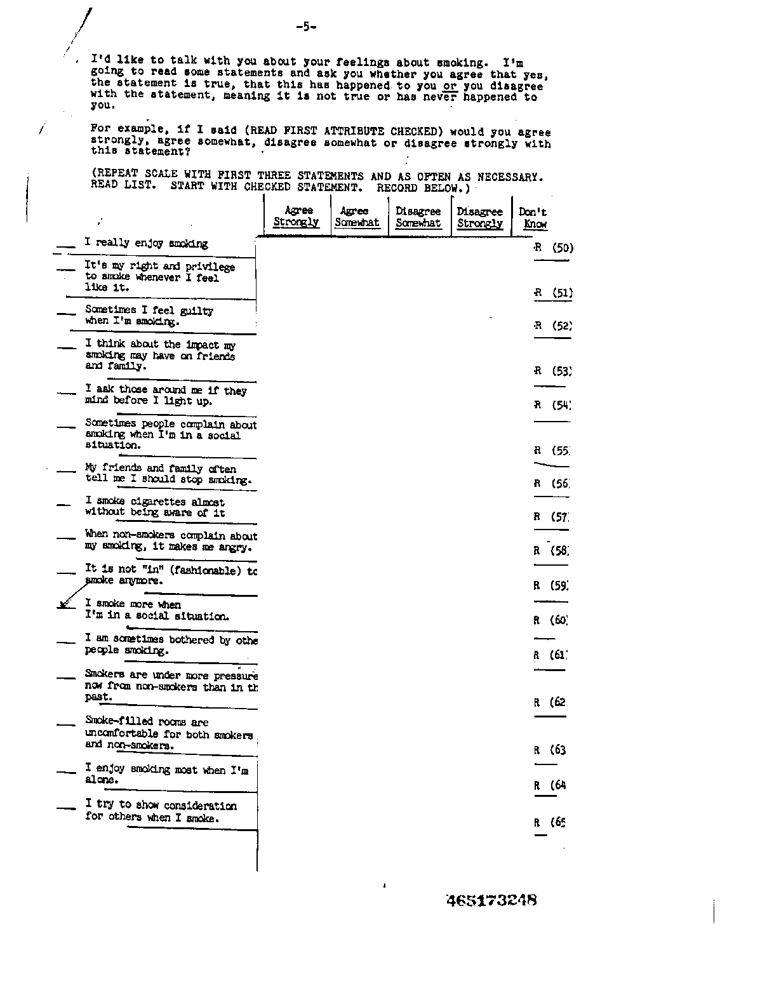 -5-
I'd like to talk with you about your feelings about smoking. I'm
going to read some statements and ask you whether you agree that yes,
the statement is true, that this has happened to you or you disagree
with the statement, meaning it is not true or has never happened to
you.
For example, if I said (READ FIRST ATTRIBUTE CHECKED) would you agree
strongly, agree somewhat, disagree somewhat or disagree strongly with
this statement?
(REPEAT SCALE WITH FIRST THREE STATEMENTS AND AS OFTEN AS NECESSARY.
READ LIST. START WITH CHECKED STATEMENT. RECORD BELOW.)
Agree Agree Disagree Disagree Don't
Strongly Somewhat Somewhat Strongly Know
___ I really enjoy smoking R (50)
___ It's my right and privilege
to smoke whenever I feel
like it. R (51)
___ Sometimes I feel guilty
when I'm smoking. R (52)
___ I think about the impact my
smoking may have on friends
and family. R (53)
___ I ask those around me if they
mind before I light up. R (54)
___ Sometimes people complain about
smoking when I'm in a social
situation. R (55
___ My friends and family often
tell me I should stop smoking. R (56
___ I smoke cigarettes almost
without being aware of it R (57
___ When non-smokers complain about
my smoking, it makes me angry. R (58
___ It is not "in" (fashionable) to
smoke anymore. R (59
___ I smoke more when
I'm in a social situation. R (60
___ I am sometimes bothered by othe
people smoking. R (61
___ Smokers are under more pressure
now from non-smokers than in th
past. R (62
___ Smoke-filled rooms are
uncomfortable for both smokers
and non-smokers. R (63
___ I enjoy smoking most when I'm
alone. R (64
___ I try to show consideration
for others when I smoke. R (65
465173248